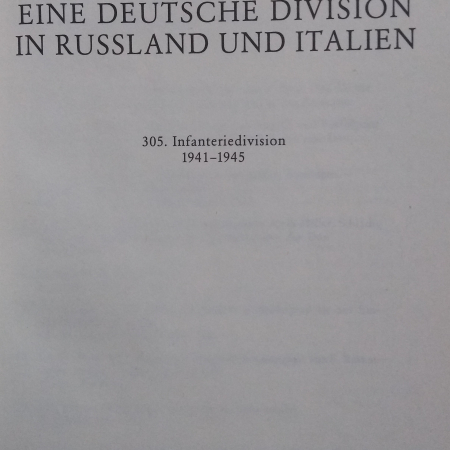 EINE DEUTSCHE DIVISION
IN RUSSLAND UND ITALIEN
305. Infanteriedivision
1941–1945